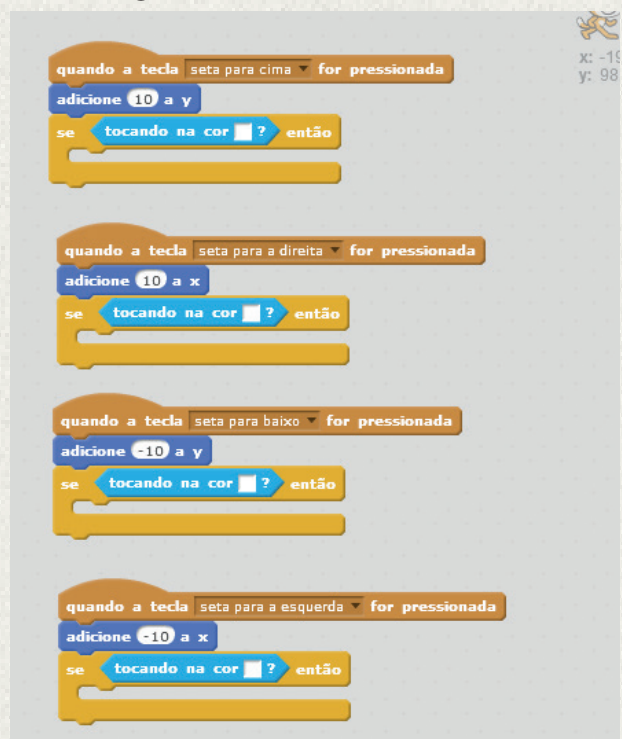 x: -19
y: 98
quando a tecla seta para cima for pressionada
adicione 10 a y
se tocando na cor ? então
quando a tecla seta para a direita for pressionada
adicione 10 a x
se tocando na cor ? então
quando a tecla seta para baixo for pressionada
adicione -10 a y
se tocando na cor ? então
quando a tecla seta para a esquerda for pressionada
adicione -10 a x
se tocando na cor ? então